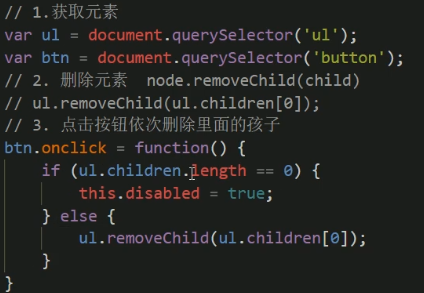 // 1.获取元素
var ul = document.querySelector('ul');
var btn = document.querySelector('button');
// 2. 删除元素  node.removeChild(child)
// ul.removeChild(ul.children[0]);
// 3. 点击按钮依次删除里面的孩子
btn.onclick = function() {
    if (ul.children.length == 0) {
        this.disabled = true;
    } else {
        ul.removeChild(ul.children[0]);
    }
}